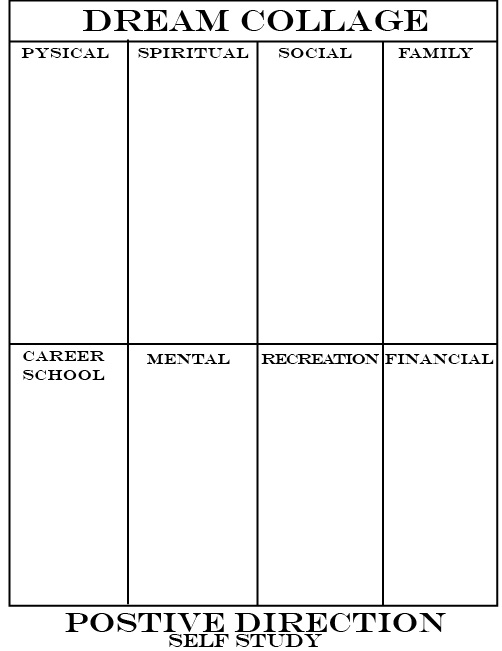 DREAM COLLAGE
PYSICAL
SPIRITUAL
SOCIAL
FAMILY
CAREER
SCHOOL
MENTAL
RECREATION
FINANCIAL
POSTIVE DIRECTION
SELF STUDY